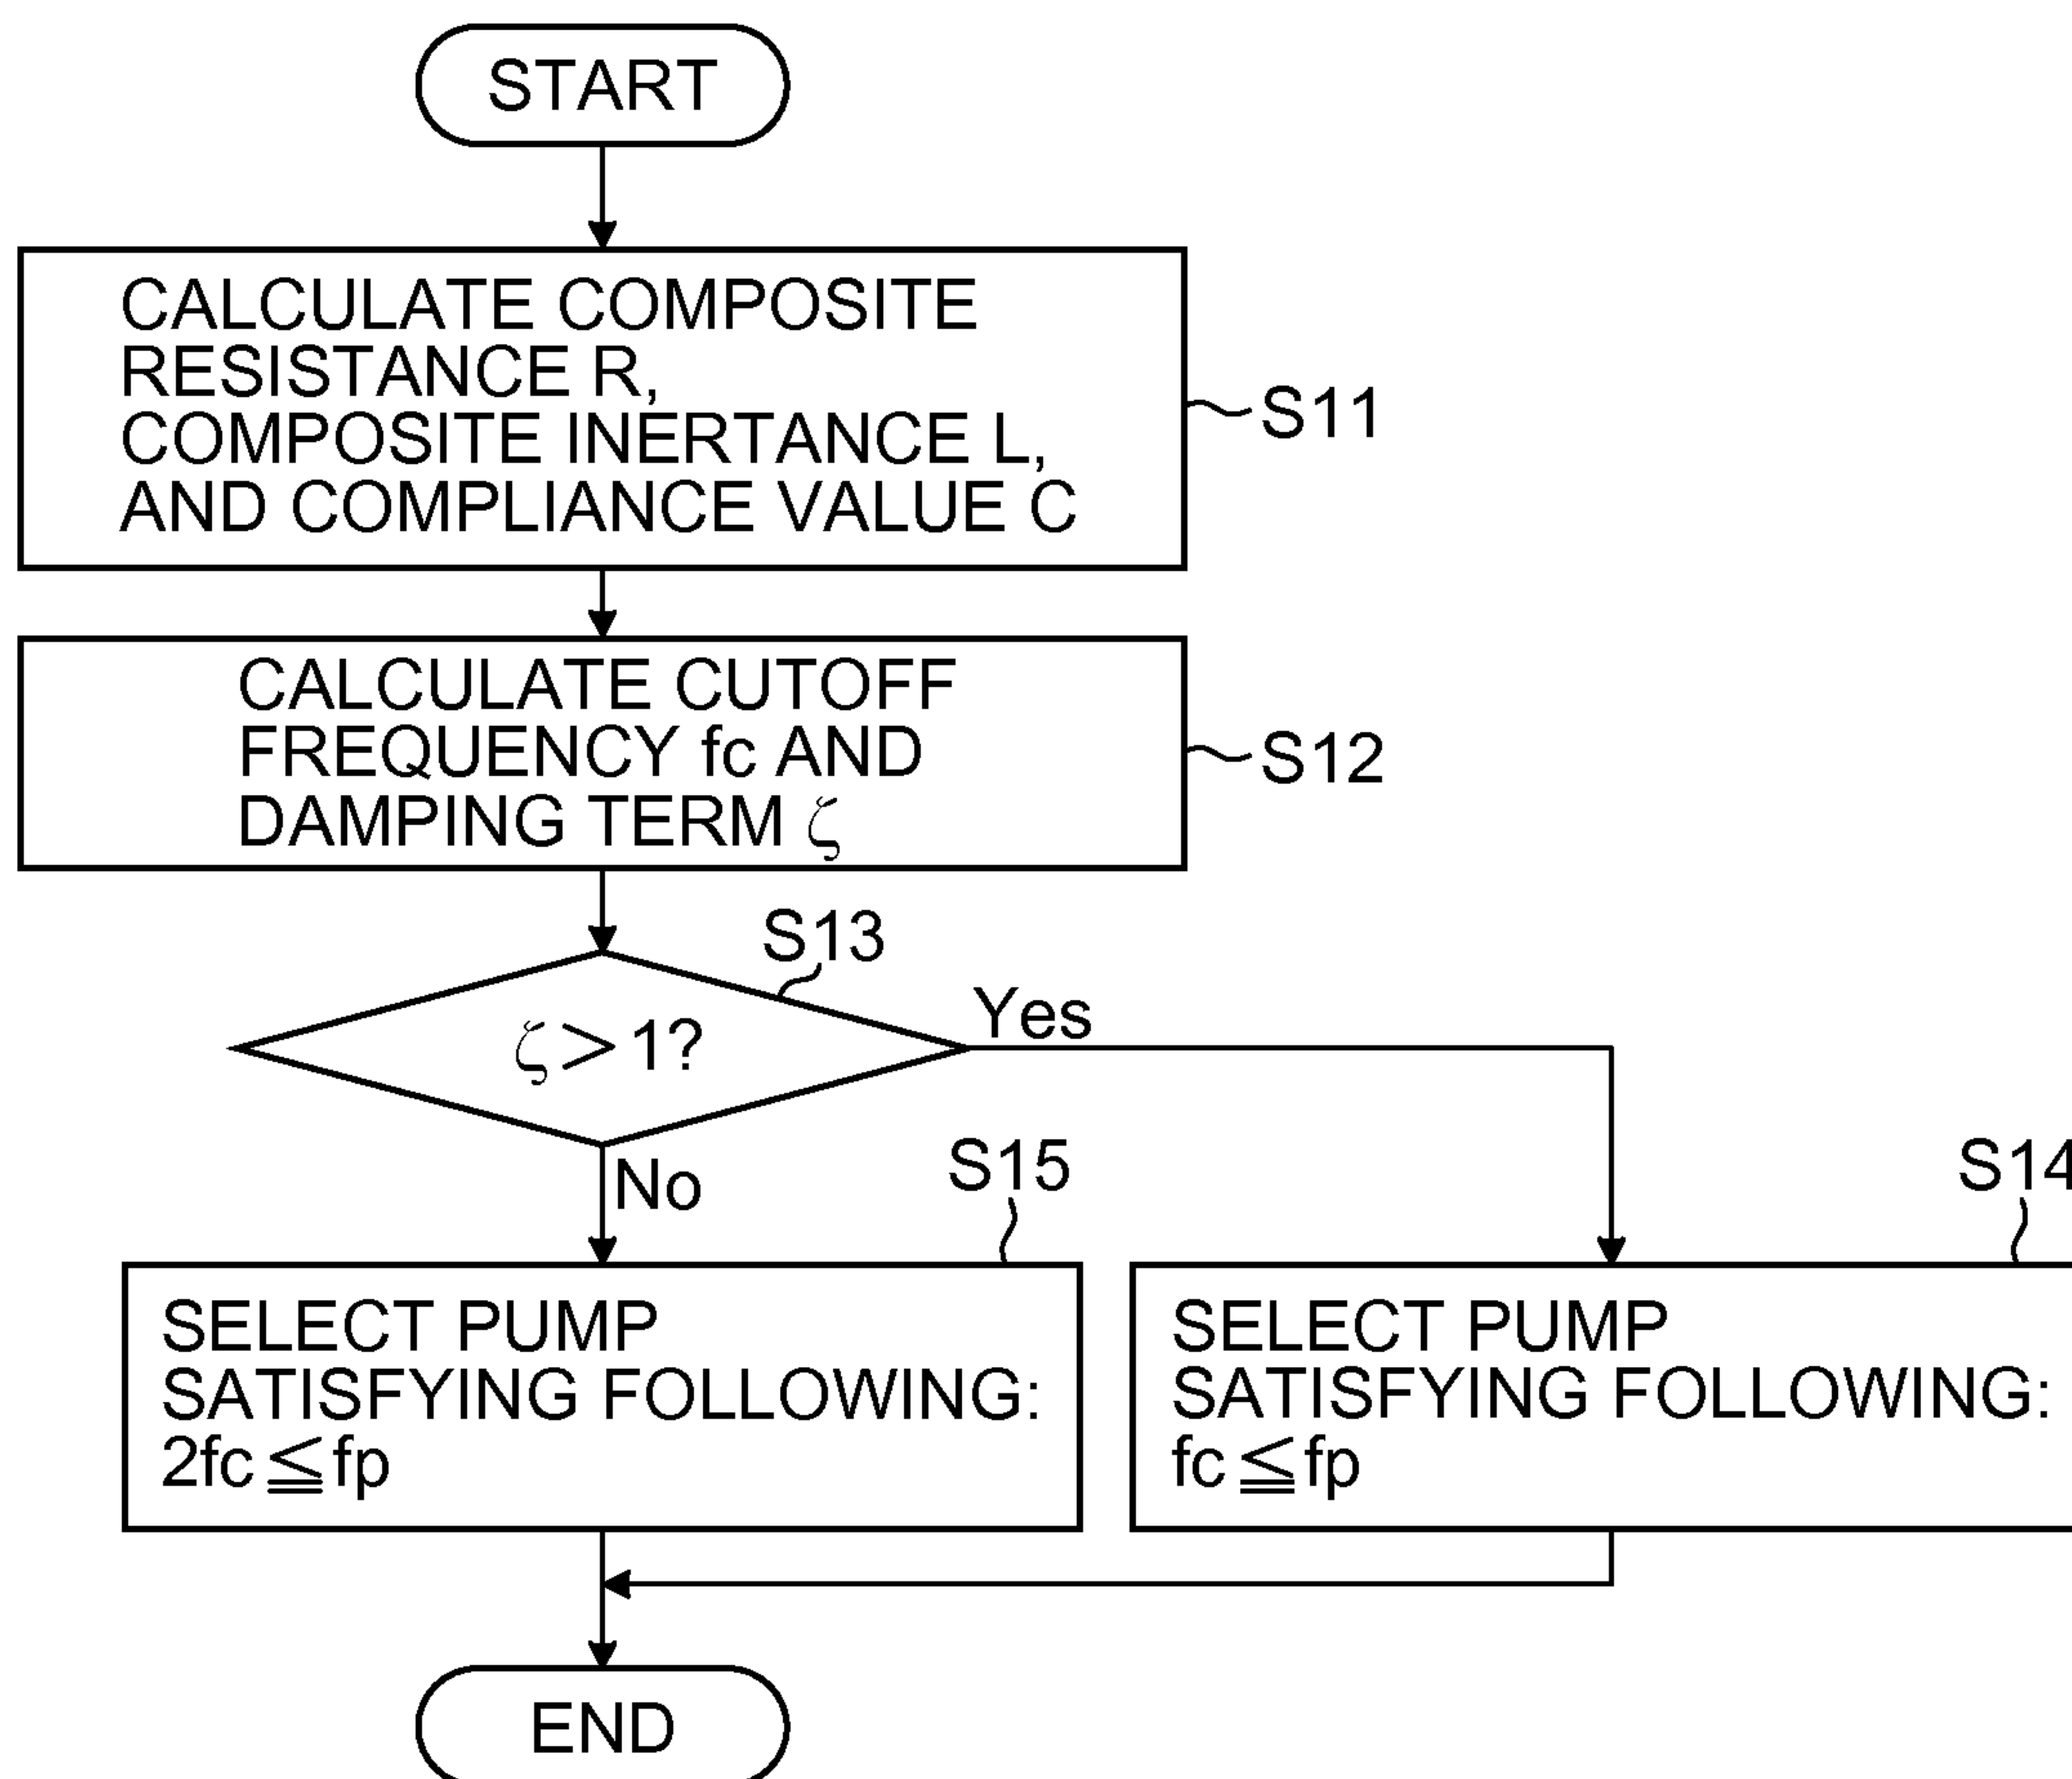 START
CALCULATE COMPOSITE
RESISTANCE R,
COMPOSITE INERTANCE L,
AND COMPLIANCE VALUE C
S11
CALCULATE CUTOFF
FREQUENCY fc AND
DAMPING TERM ζ
S12
S13
ζ > 1?
Yes
No
S15
SELECT PUMP
SATISFYING FOLLOWING:
2fc ≦ fp
S14
SELECT PUMP
SATISFYING FOLLOWING:
fc ≦ fp
END